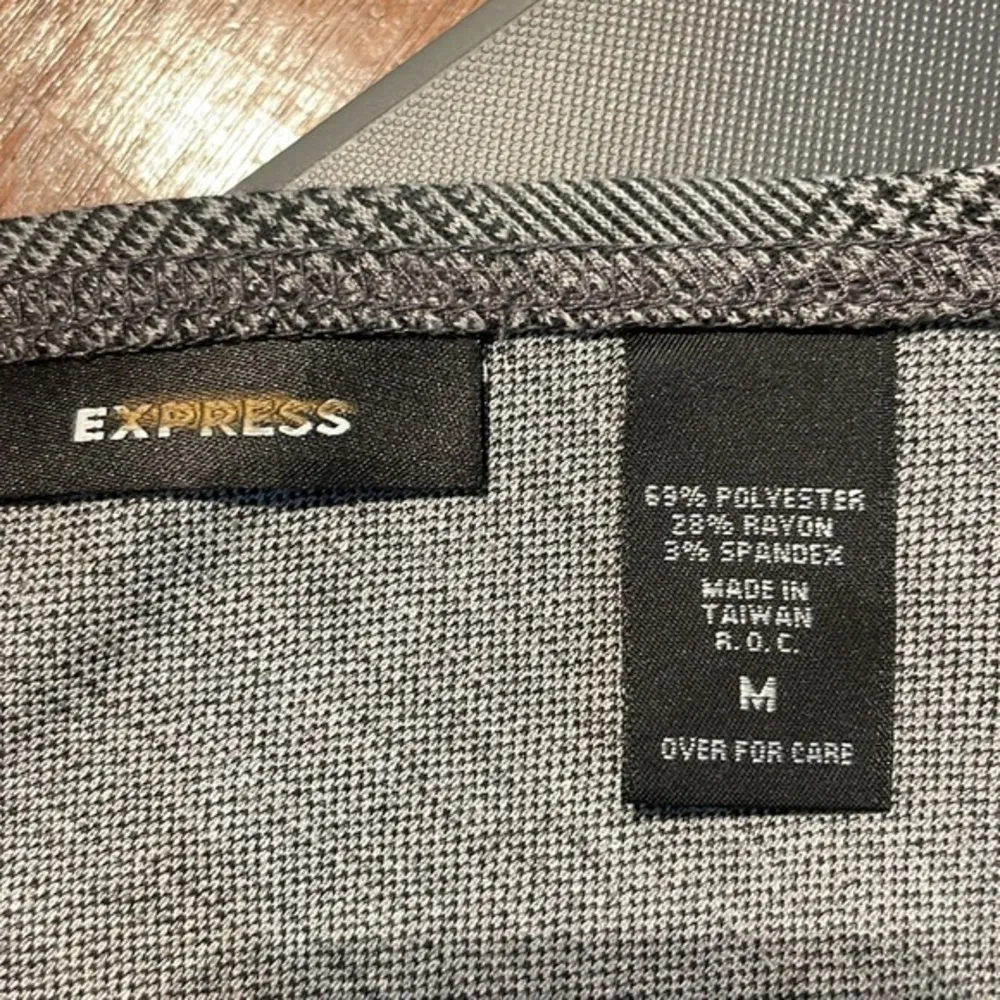 EXPRESS
69% POLYESTER
28% RAYON
3% SPANDEX
MADE IN
TAIWAN
R.O.C.
M
OVER FOR CARE